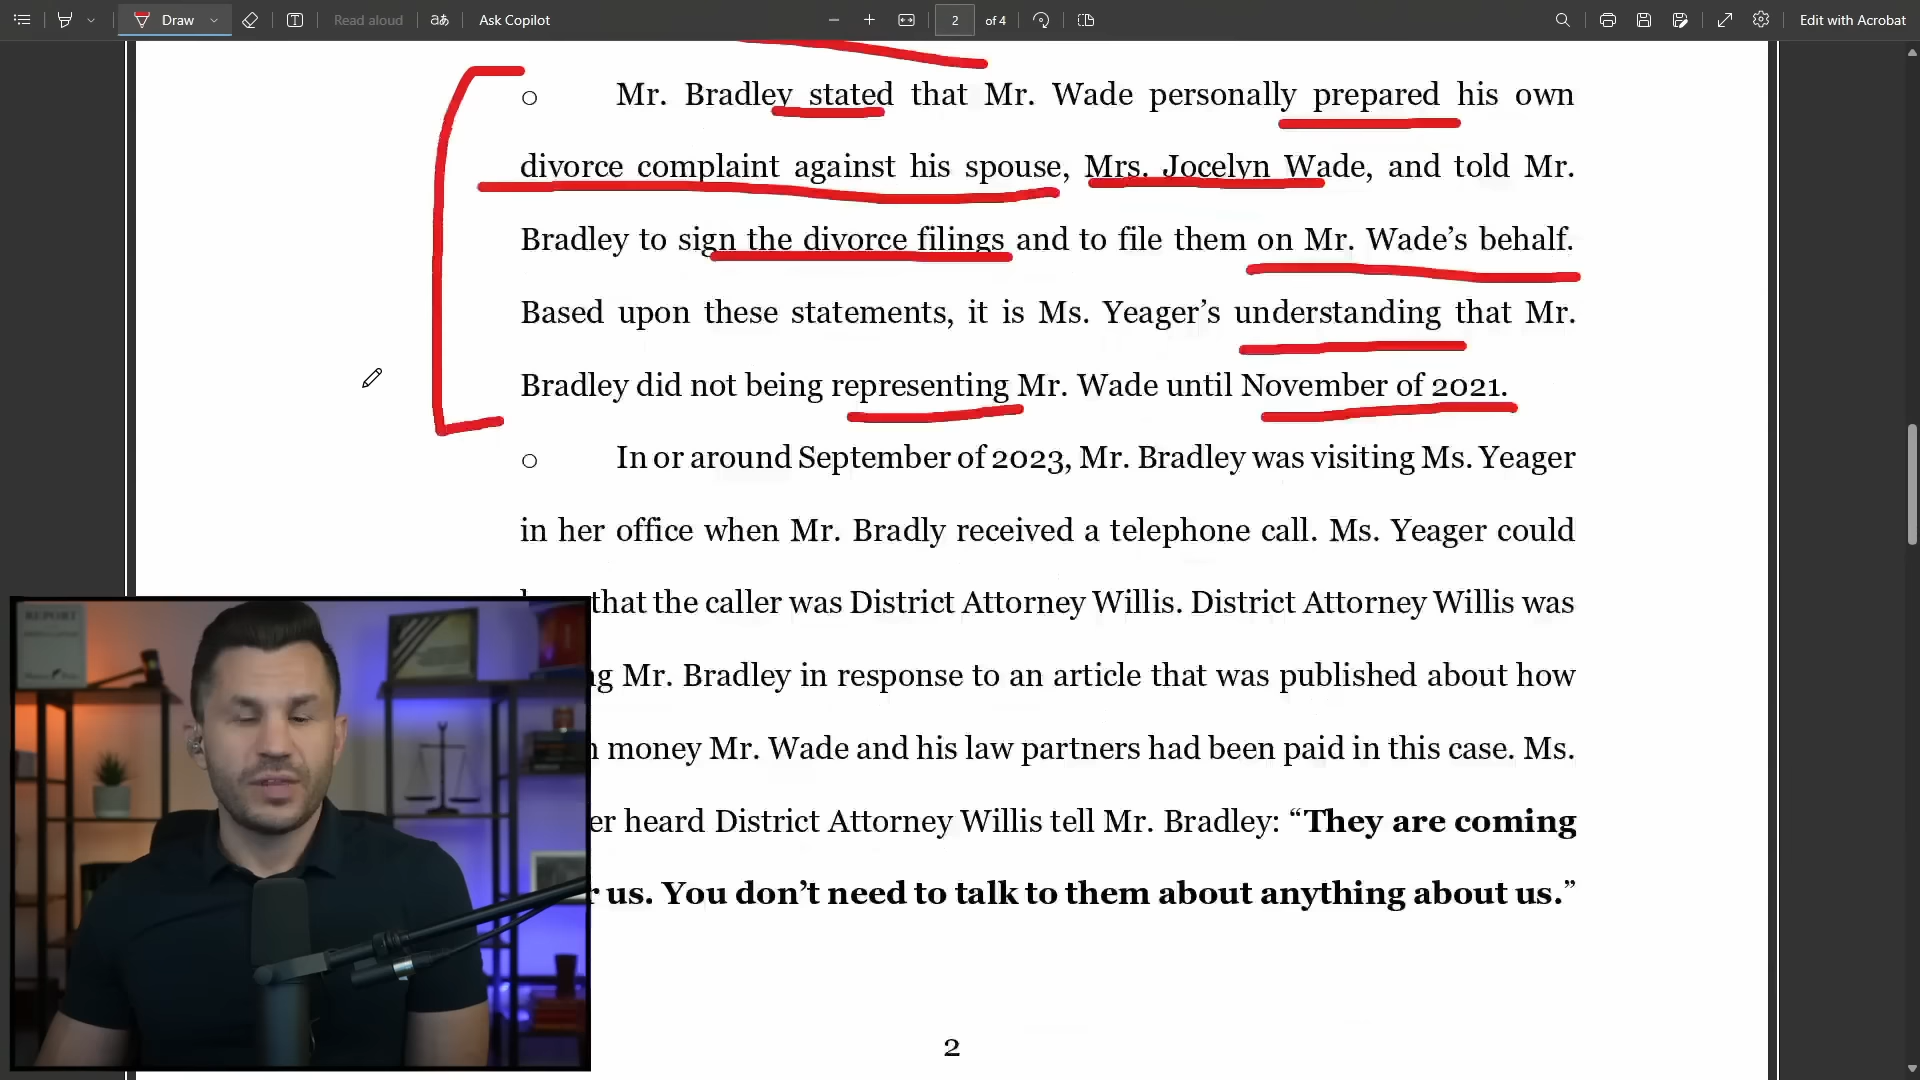 Draw
Read aloud
aあ
Ask Copilot
2
of 4
Edit with Acrobat
Mr. Bradley stated that Mr. Wade personally prepared his own
divorce complaint against his spouse, Mrs. Jocelyn Wade, and told Mr.
Bradley to sign the divorce filings and to file them on Mr. Wade’s behalf.
Based upon these statements, it is Ms. Yeager’s understanding that Mr.
Bradley did not being representing Mr. Wade until November of 2021.
In or around September of 2023, Mr. Bradley was visiting Ms. Yeager
in her office when Mr. Bradly received a telephone call. Ms. Yeager could
that the caller was District Attorney Willis. District Attorney Willis was
Mr. Bradley in response to an article that was published about how
money Mr. Wade and his law partners had been paid in this case. Ms.
heard District Attorney Willis tell Mr. Bradley: “They are coming
us. You don’t need to talk to them about anything about us.”
REPORT
2